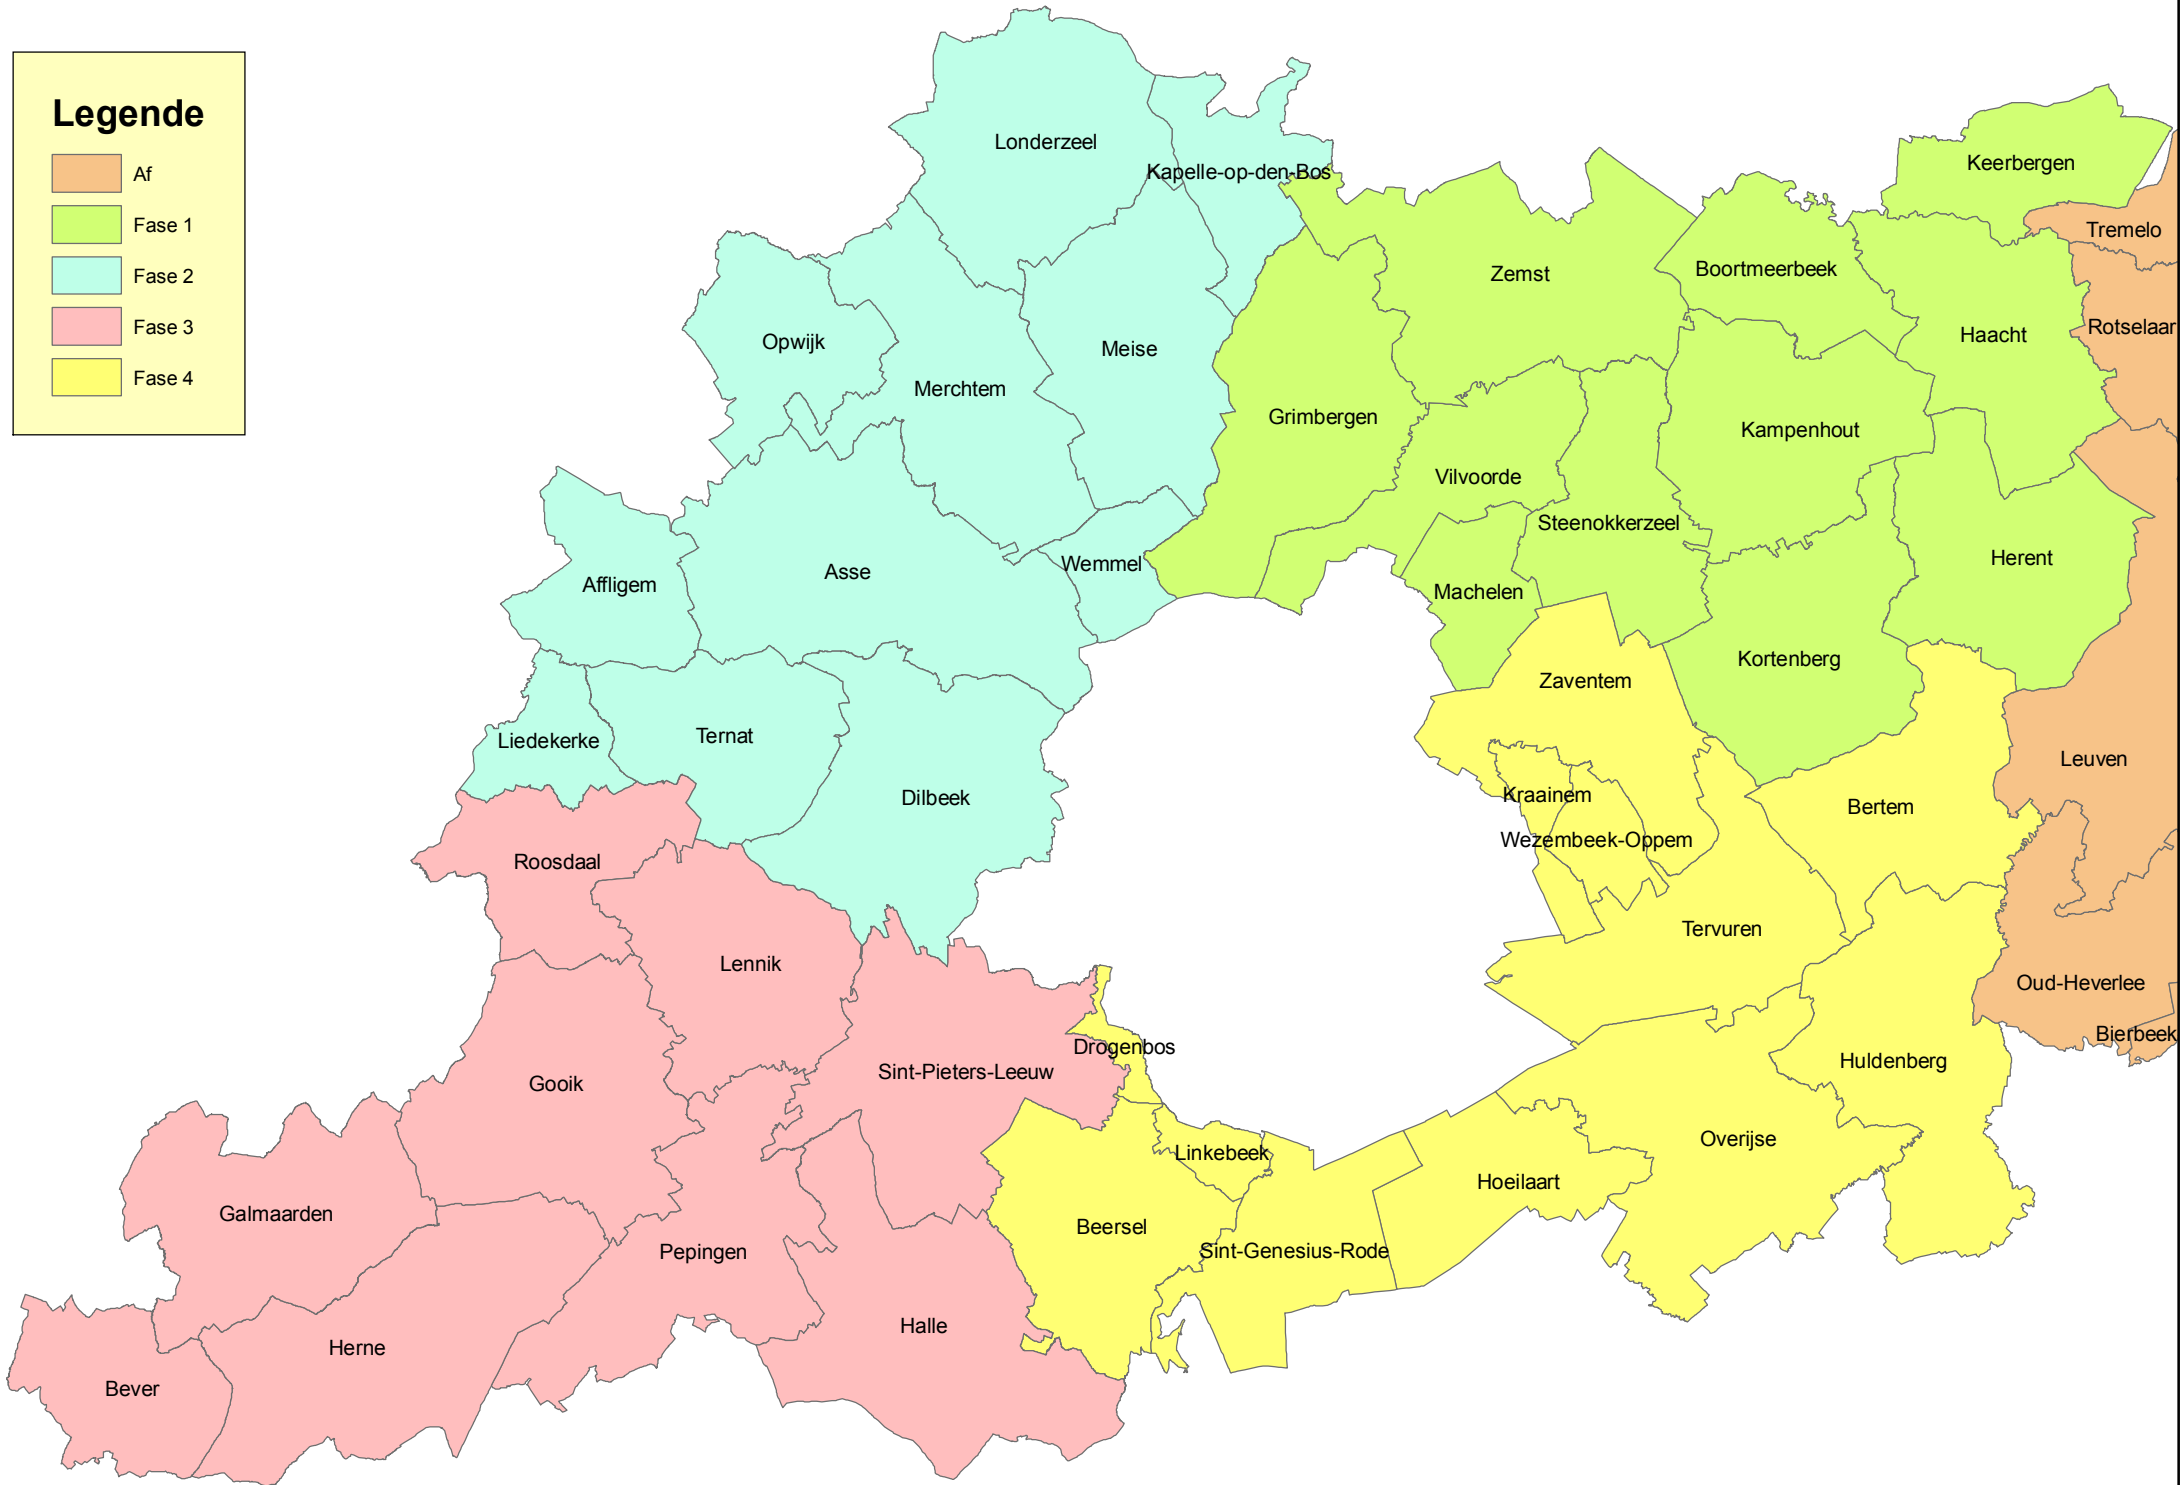 Legende
Af
Fase 1
Fase 2
Fase 3
Fase 4
Londerzeel
Kapelle-op-den-Bos
Keerbergen
Tremelo
Zemst
Boortmeerbeek
Rotselaar
Haacht
Opwijk
Meise
Merchtem
Grimbergen
Kampenhout
Vilvoorde
Steenokkerzeel
Herent
Wemmel
Asse
Affligem
Machelen
Kortenberg
Zaventem
Ternat
Liedekerke
Leuven
Dilbeek
Kraainem
Bertem
Wezembeek-Oppem
Roosdaal
Tervuren
Lennik
Oud-Heverlee
Bierbeek
Drogenbos
Huldenberg
Sint-Pieters-Leeuw
Gooik
Overijse
Linkebeek
Hoeilaart
Galmaarden
Beersel
Pepingen
Sint-Genesius-Rode
Halle
Herne
Bever